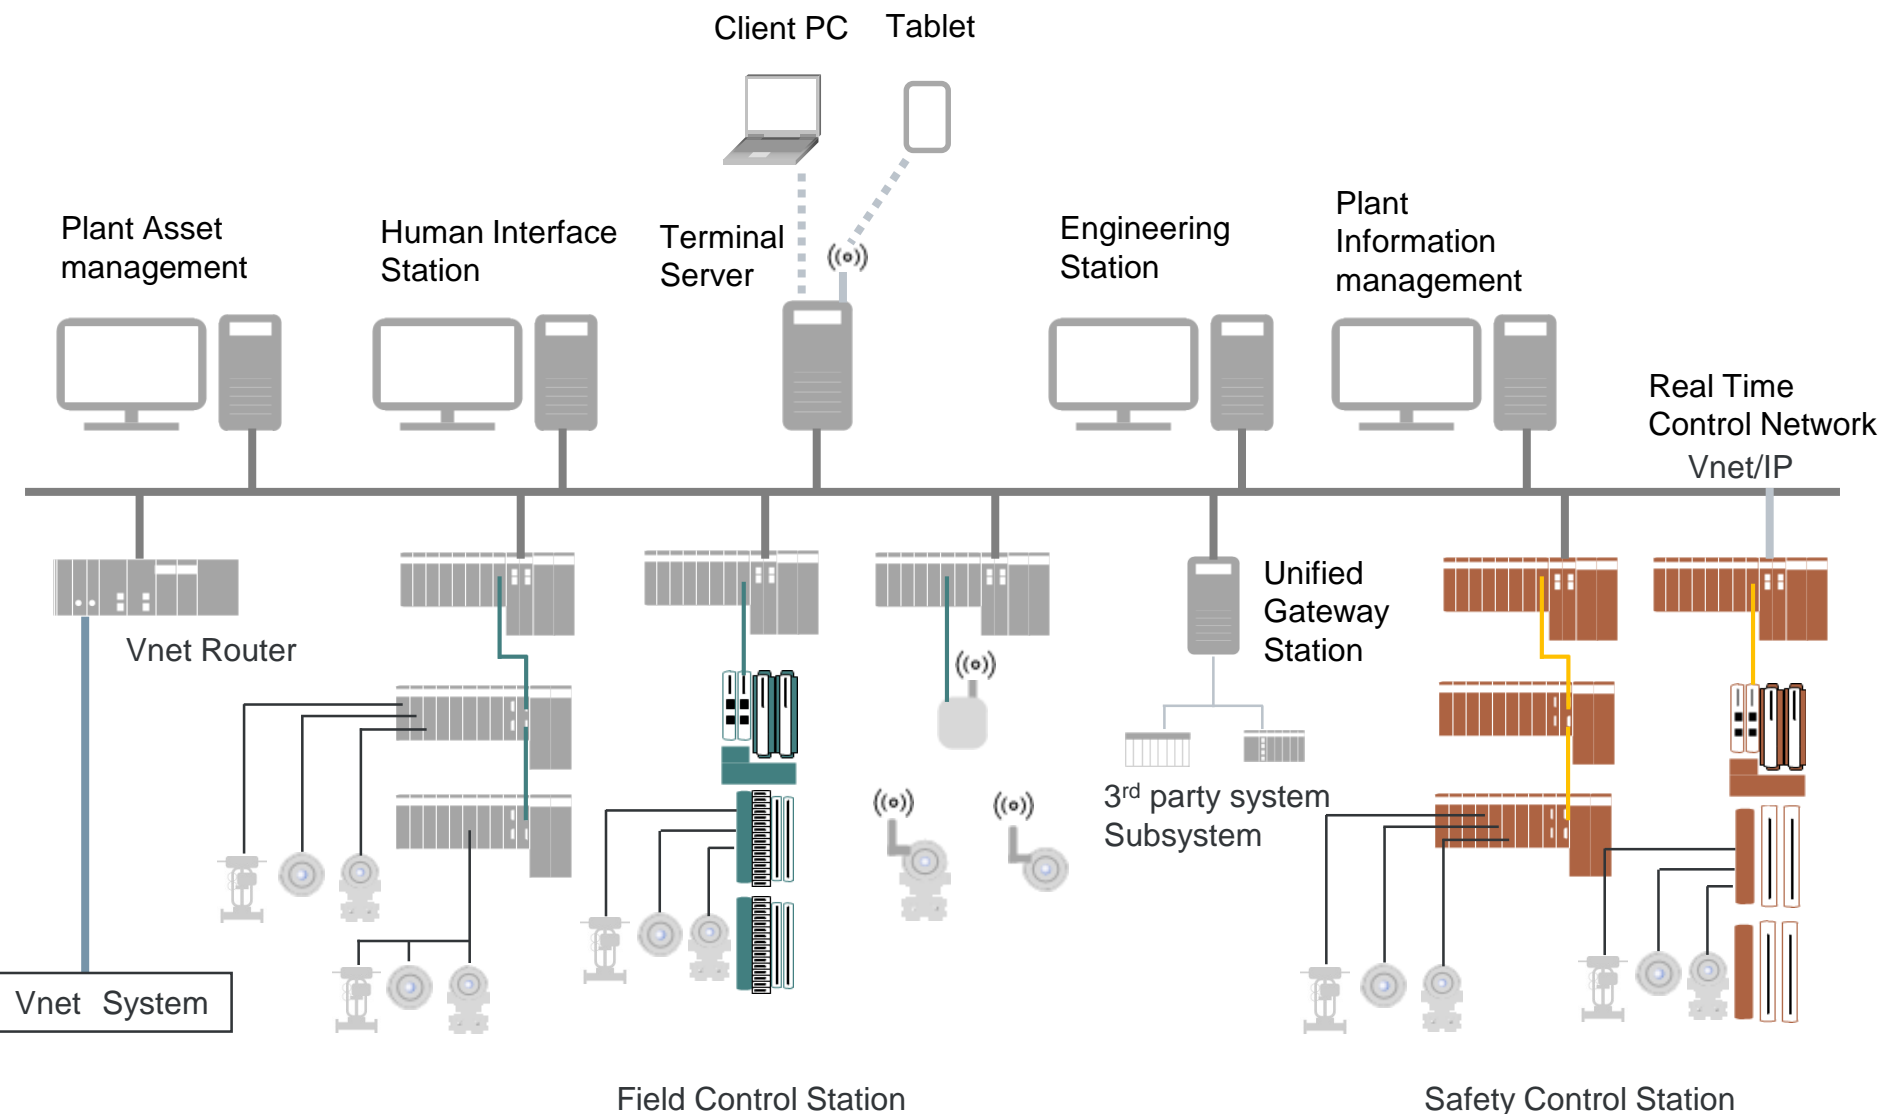 Client PC
Tablet
Plant Asset
management
Human Interface
Station
Terminal
Server
Engineering
Station
Plant
Information
management
Real Time
Control Network
Vnet/IP
Vnet Router
Unified
Gateway
Station
3rd party system
Subsystem
Vnet System
Field Control Station
Safety Control Station